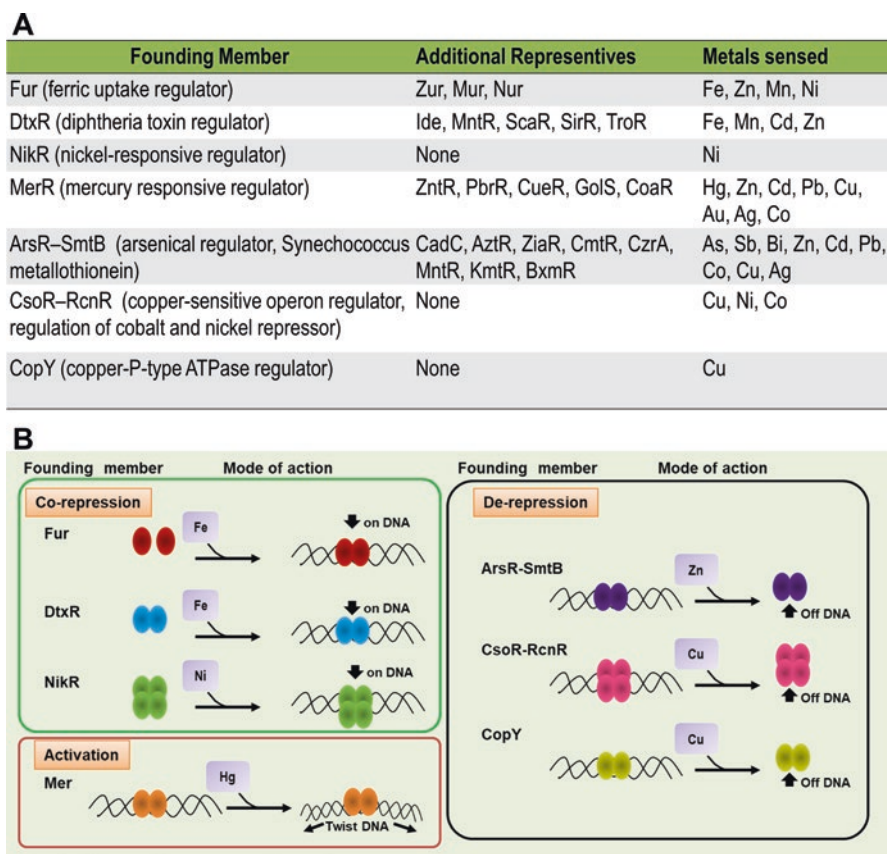 A
Founding Member Additional Representives Metals sensed
Fur (ferric uptake regulator) Zur, Mur, Nur Fe, Zn, Mn, Ni
DtxR (diphtheria toxin regulator) Ide, MntR, ScaR, SirR, TroR Fe, Mn, Cd, Zn
NikR (nickel-responsive regulator) None Ni
MerR (mercury responsive regulator) ZntR, PbrR, CueR, GolS, CoaR Hg, Zn, Cd, Pb, Cu,
Au, Ag, Co
ArsR–SmtB (arsenical regulator, Synechococcus CadC, AztR, ZiaR, CmtR, CzrA, As, Sb, Bi, Zn, Cd, Pb,
metallothionein) MntR, KmtR, BxmR Co, Cu, Ag
CsoR–RcnR (copper-sensitive operon regulator, None Cu, Ni, Co
regulation of cobalt and nickel repressor)
CopY (copper-P-type ATPase regulator) None Cu
B
Founding member Mode of action
Co-repression
Fur Fe on DNA
DtxR Fe on DNA
NikR Ni on DNA
Activation
Mer Hg
Twist DNA
Founding member Mode of action
De-repression
ArsR-SmtB Zn
Off DNA
CsoR-RcnR Cu
Off DNA
CopY Cu
Off DNA